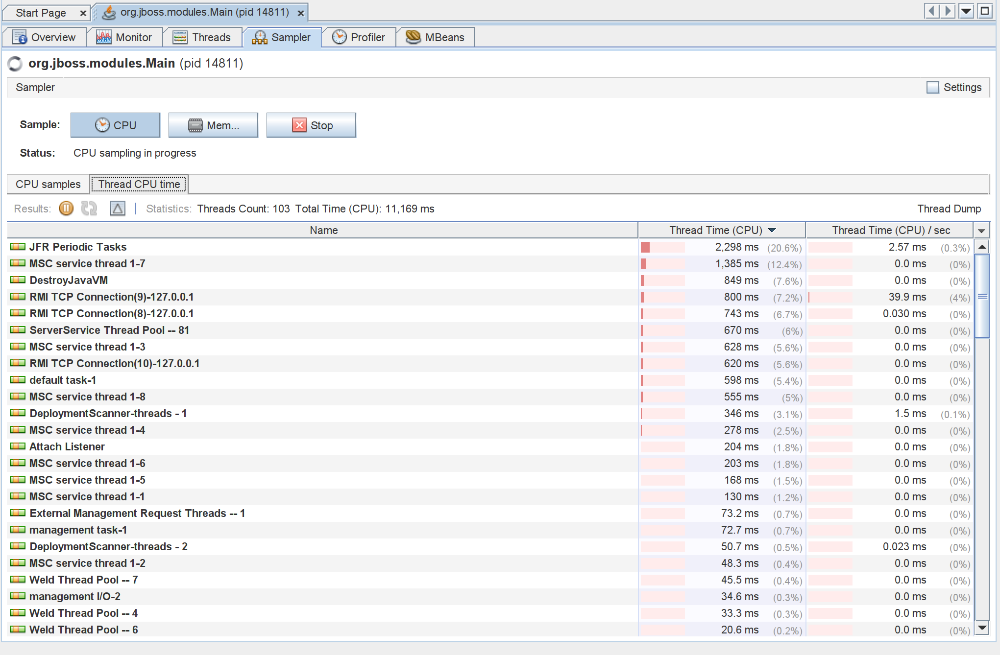 Start Page org.jboss.modules.Main (pid 14811)
Overview Monitor Threads Sampler Profiler MBeans
org.jboss.modules.Main (pid 14811)
Sampler Settings
Sample: CPU Mem... Stop
Status: CPU sampling in progress
CPU samples Thread CPU time
Results: Statistics: Threads Count: 103 Total Time (CPU): 11,169 ms Thread Dump
Name Thread Time (CPU) Thread Time (CPU) / sec
JFR Periodic Tasks 2,298 ms (20.6%) 2.57 ms (0.3%)
MSC service thread 1-7 1,385 ms (12.4%) 0.0 ms (0%)
DestroyJavaVM 849 ms (7.6%) 0.0 ms (0%)
RMI TCP Connection(9)-127.0.0.1 800 ms (7.2%) 39.9 ms (4%)
RMI TCP Connection(8)-127.0.0.1 743 ms (6.7%) 0.030 ms (0%)
ServerService Thread Pool -- 81 670 ms (6%) 0.0 ms (0%)
MSC service thread 1-3 628 ms (5.6%) 0.0 ms (0%)
RMI TCP Connection(10)-127.0.0.1 620 ms (5.6%) 0.0 ms (0%)
default task-1 598 ms (5.4%) 0.0 ms (0%)
MSC service thread 1-8 555 ms (5%) 0.0 ms (0%)
DeploymentScanner-threads - 1 346 ms (3.1%) 1.5 ms (0.1%)
MSC service thread 1-4 278 ms (2.5%) 0.0 ms (0%)
Attach Listener 204 ms (1.8%) 0.0 ms (0%)
MSC service thread 1-6 203 ms (1.8%) 0.0 ms (0%)
MSC service thread 1-5 168 ms (1.5%) 0.0 ms (0%)
MSC service thread 1-1 130 ms (1.2%) 0.0 ms (0%)
External Management Request Threads -- 1 73.2 ms (0.7%) 0.0 ms (0%)
management task-1 72.7 ms (0.7%) 0.0 ms (0%)
DeploymentScanner-threads - 2 50.7 ms (0.5%) 0.023 ms (0%)
MSC service thread 1-2 48.3 ms (0.4%) 0.0 ms (0%)
Weld Thread Pool -- 7 45.5 ms (0.4%) 0.0 ms (0%)
management I/O-2 34.6 ms (0.3%) 0.0 ms (0%)
Weld Thread Pool -- 4 33.3 ms (0.3%) 0.0 ms (0%)
Weld Thread Pool -- 6 20.6 ms (0.2%) 0.0 ms (0%)